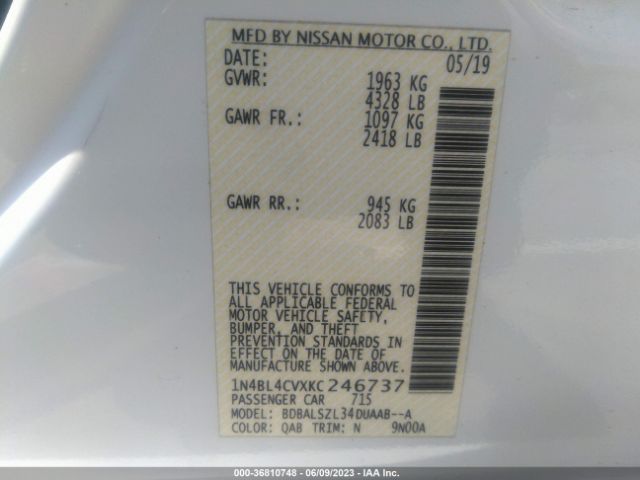 MFD BY NISSAN MOTOR CO., LTD.
DATE: 05/19
GVWR: 1963 KG
4328 LB
GAWR FR.: 1097 KG
2418 LB
GAWR RR.: 945 KG
2083 LB
THIS VEHICLE CONFORMS TO
ALL APPLICABLE FEDERAL
MOTOR VEHICLE SAFETY,
BUMPER, AND THEFT
PREVENTION STANDARDS IN
EFFECT ON THE DATE OF
MANUFACTURE SHOWN ABOVE.
1N4BL4CVXKC246737
PASSENGER CAR 715
MODEL: BDBALSZL34DUAAB--A
COLOR: QAB TRIM: N 9N00A
000-36810748 - 06/09/2023 - IAA Inc.